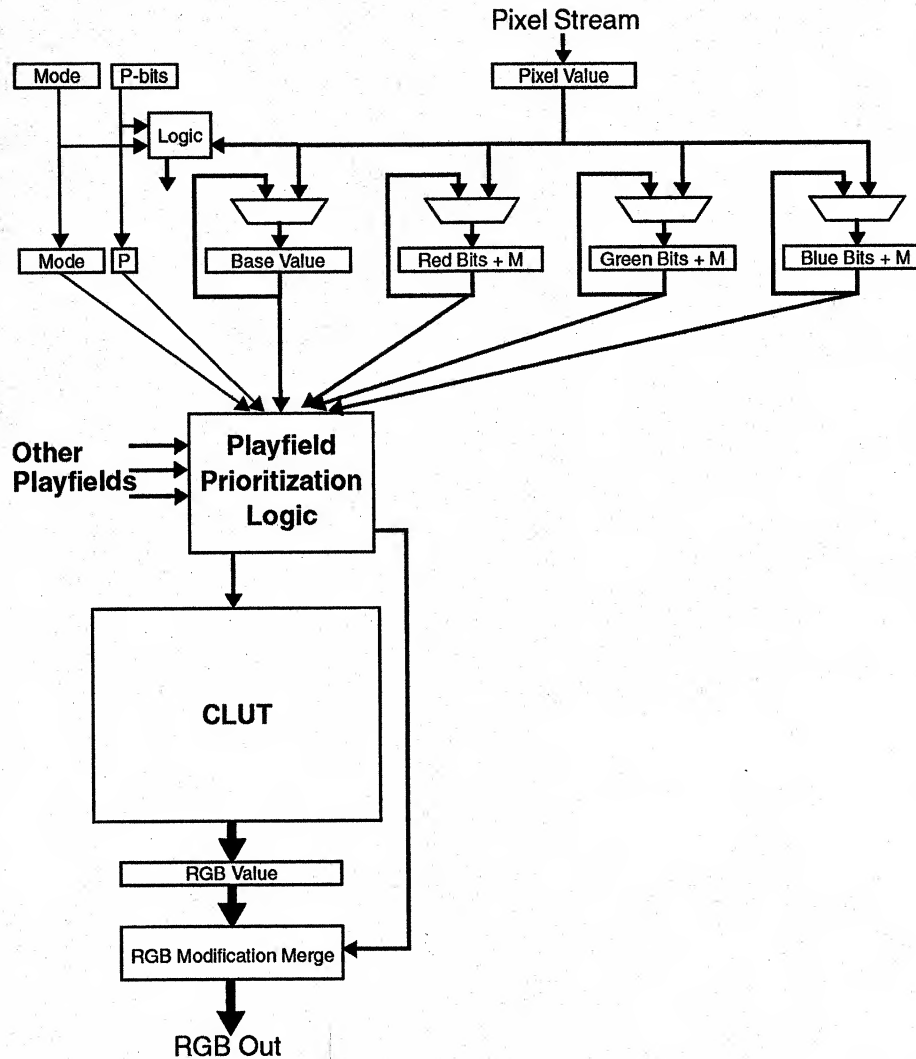 Pixel Stream
Mode P-bits Pixel Value
Logic
Mode P Base Value Red Bits + M Green Bits + M Blue Bits + M
Other
Playfields
Playfield
Prioritization
Logic
CLUT
RGB Value
RGB Modification Merge
RGB Out